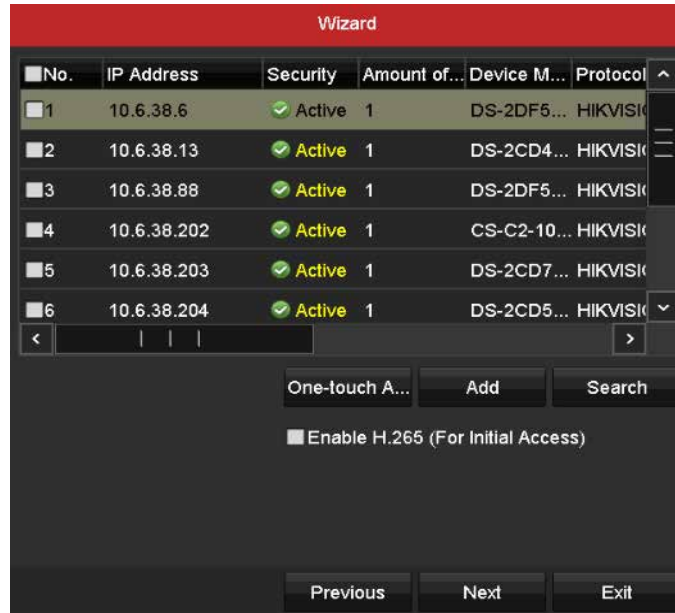 Wizard
No. IP Address Security Amount of... Device M... Protocol
1 10.6.38.6 Active 1 DS-2DF5... HIKVISI
2 10.6.38.13 Active 1 DS-2CD4... HIKVISI
3 10.6.38.88 Active 1 DS-2DF5... HIKVISI
4 10.6.38.202 Active 1 CS-C2-10... HIKVISI
5 10.6.38.203 Active 1 DS-2CD7... HIKVISI
6 10.6.38.204 Active 1 DS-2CD5... HIKVISI
One-touch A... Add Search
Enable H.265 (For Initial Access)
Previous Next Exit